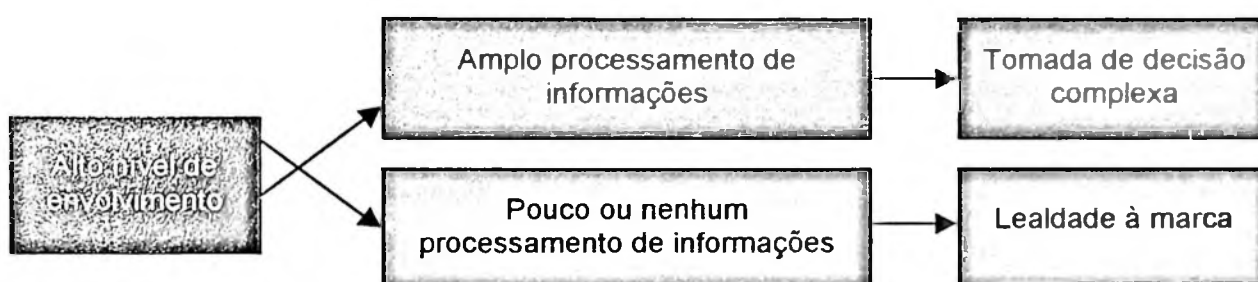 Amplo processamento de
informações
Tomada de decisão
complexa
Alto nível de
envolvimento
Pouco ou nenhum
processamento de informações
Lealdade à marca